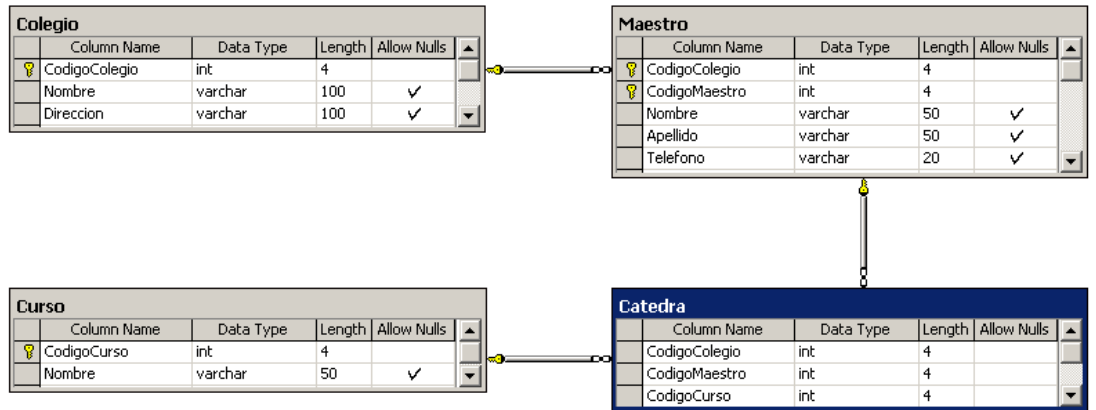 Colegio
Column Name Data Type Length Allow Nulls
CodigoColegio int 4
Nombre varchar 100
Direccion varchar 100
Maestro
Column Name Data Type Length Allow Nulls
CodigoColegio int 4
CodigoMaestro int 4
Nombre varchar 50
Apellido varchar 50
Telefono varchar 20
Curso
Column Name Data Type Length Allow Nulls
CodigoCurso int 4
Nombre varchar 50
Catedra
Column Name Data Type Length Allow Nulls
CodigoColegio int 4
CodigoMaestro int 4
CodigoCurso int 4